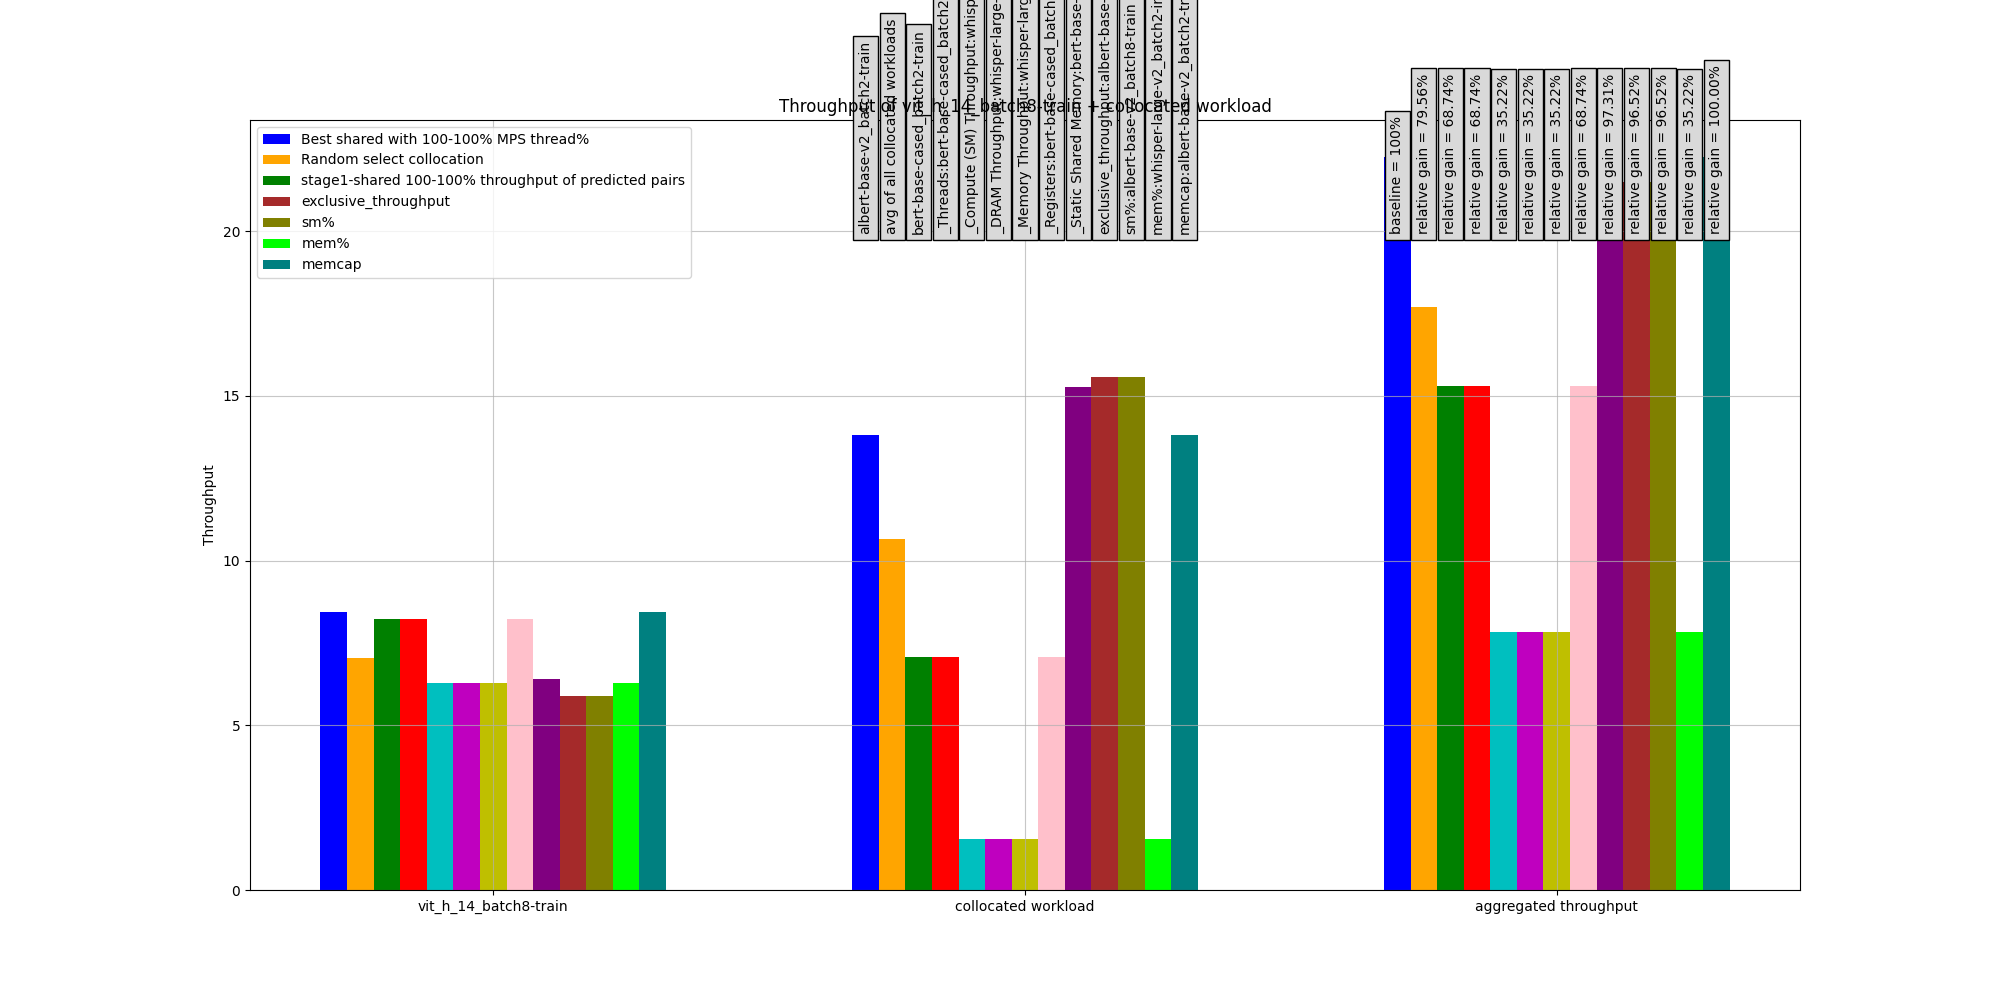 Throughput of vit_h_14_batch8-train + collocated workload
Best shared with 100-100% MPS thread%
Random select collocation
stage1-shared 100-100% throughput of predicted pairs
exclusive_throughput
sm%
mem%
memcap
albert-base-v2_batch2-train
avg of all collocated workloads
bert-base-cased_batch2-train
_Threads:bert-base-cased_batch2
_Compute (SM) Throughput:whisp
_DRAM Throughput:whisper-large-
_Memory Throughput:whisper-larg
_Registers:bert-base-cased_batch
_Static Shared Memory:bert-base-
exclusive_throughput:albert-base-
sm%:albert-base-v2_batch8-train
mem%:whisper-large-v2_batch2-in
memcap:albert-base-v2_batch2-tr
baseline = 100%
relative gain = 79.56%
relative gain = 68.74%
relative gain = 68.74%
relative gain = 35.22%
relative gain = 35.22%
relative gain = 35.22%
relative gain = 68.74%
relative gain = 97.31%
relative gain = 96.52%
relative gain = 96.52%
relative gain = 35.22%
relative gain = 100.00%
Throughput
20
15
10
5
0
vit_h_14_batch8-train
collocated workload
aggregated throughput